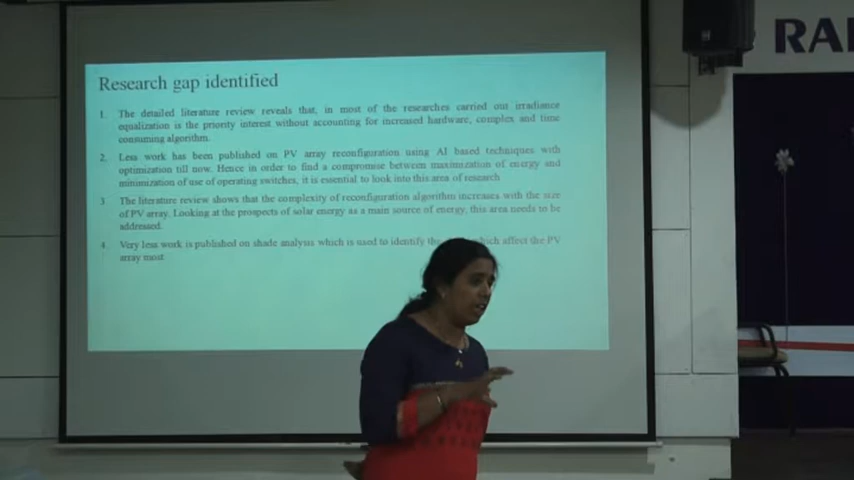 RA
Research gap identified
1. The detailed literature review reveals that, in most of the researches carried out irradiance
equalization is the priority interest without accounting for increased hardware, complex and time
consuming algorithm.
2. Less work has been published on PV array reconfiguration using AI based techniques with
optimization till now. Hence in order to find a compromise between maximization of energy and
minimization of use of operating switches, it is essential to look into this area of research
3. The literature review shows that the complexity of reconfiguration algorithm increases with the size
of PV array. Looking at the prospects of solar energy as a main source of energy, this area needs to be
addressed.
4. Very less work is published on shade analysis which is used to identify the which affect the PV
array most